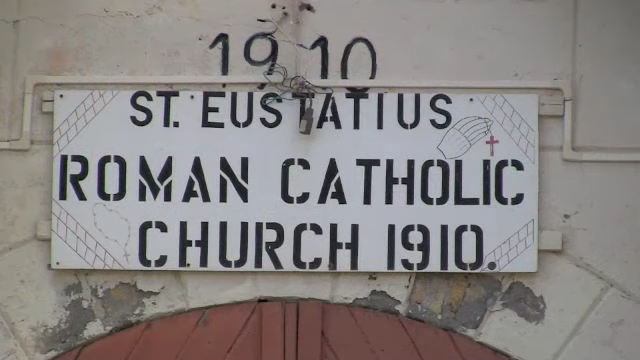 1910
ST. EUSTATIUS
ROMAN CATHOLIC
CHURCH 1910.